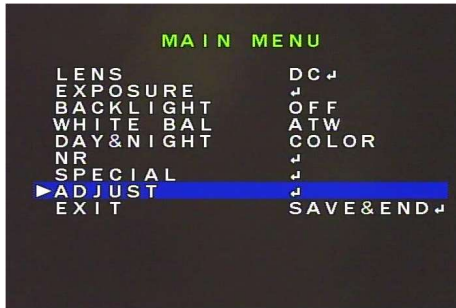 MAIN MENU
LENS DC↵
EXPOSURE ↵
BACKLIGHT OFF
WHITE BAL ATW
DAY&NIGHT COLOR
NR ↵
SPECIAL ↵
►ADJUST ↵
EXIT SAVE&END↵